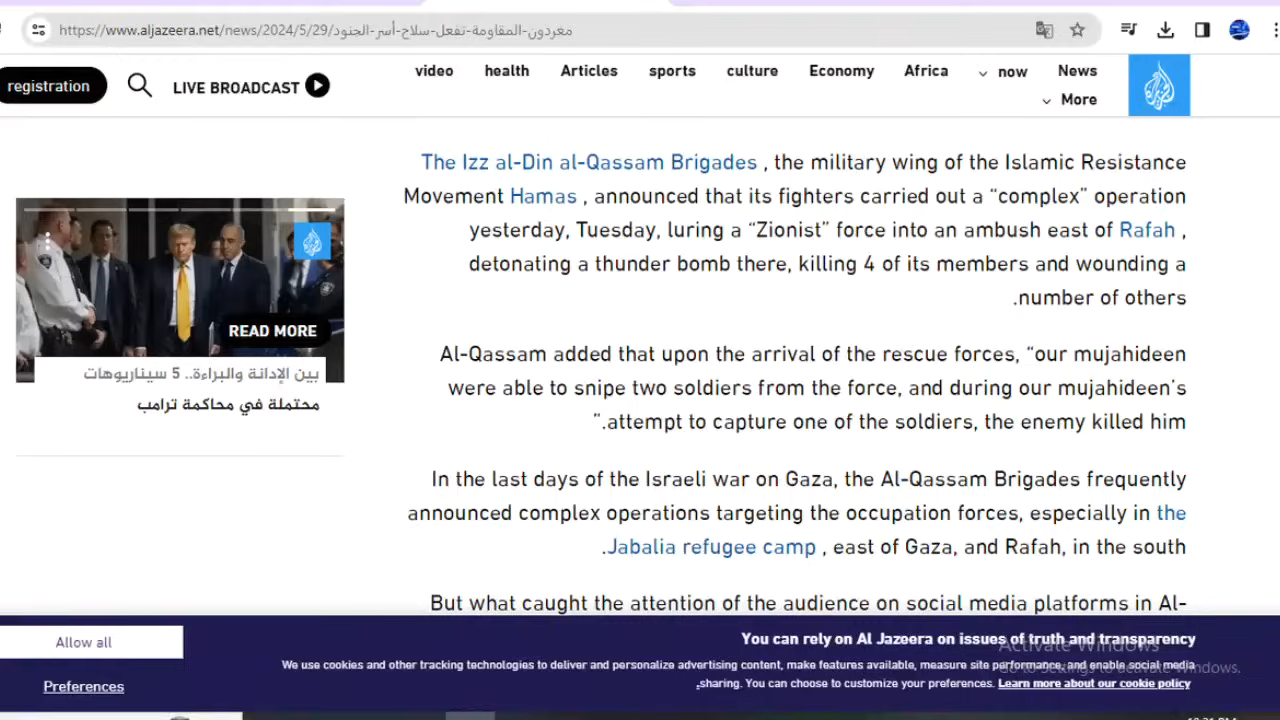 https://www.aljazeera.net/news/2024/5/29/مغردون-المقاومة-تفعل-سلاح-أسر-الجنود
registration
LIVE BROADCAST
video health Articles sports culture Economy Africa now News
More
The Izz al-Din al-Qassam Brigades , the military wing of the Islamic Resistance
Movement Hamas , announced that its fighters carried out a “complex” operation
yesterday, Tuesday, luring a “Zionist” force into an ambush east of Rafah ,
detonating a thunder bomb there, killing 4 of its members and wounding a
.number of others
READ MORE
بين الإدانة والبراءة.. 5 سيناريوهات
محتملة في محاكمة ترامب
Al-Qassam added that upon the arrival of the rescue forces, “our mujahideen
were able to snipe two soldiers from the force, and during our mujahideen's
”.attempt to capture one of the soldiers, the enemy killed him
In the last days of the Israeli war on Gaza, the Al-Qassam Brigades frequently
announced complex operations targeting the occupation forces, especially in the
.Jabalia refugee camp , east of Gaza, and Rafah, in the south
But what caught the attention of the audience on social media platforms in Al-
You can rely on Al Jazeera on issues of truth and transparency
We use cookies and other tracking technologies to deliver and personalize advertising content, make features available, measure site performance, and enable social media
.sharing. You can choose to customize your preferences. Learn more about our cookie policy
Allow all
Preferences
Activate Windows
Go to Settings to activate Windows.